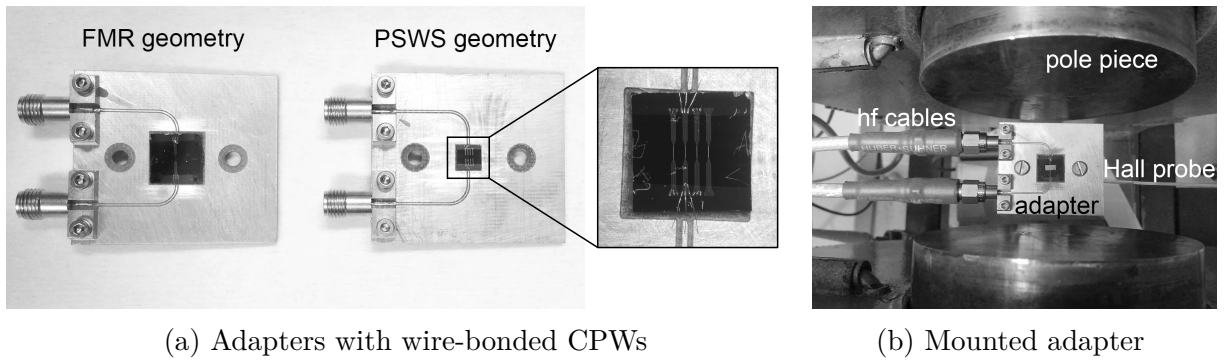 FMR geometry
PSWS geometry
pole piece
hf cables
HUBER+SUHNER
Hall probe
adapter
(a) Adapters with wire-bonded CPWs
(b) Mounted adapter